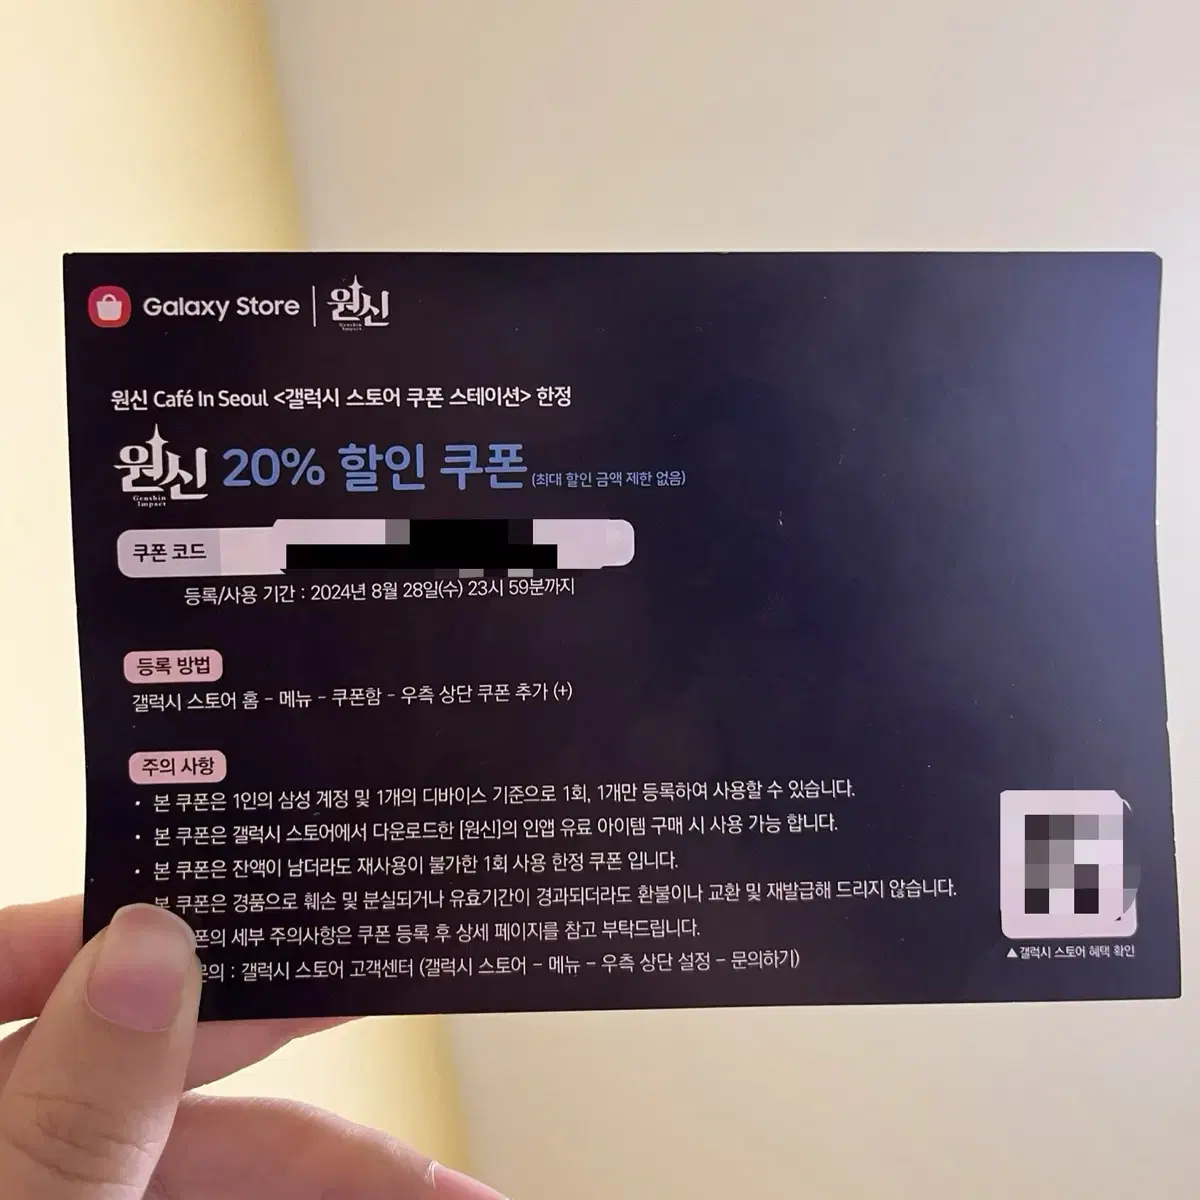 Galaxy Store | 원신
Genshin Impact
원신 Café In Seoul <갤럭시 스토어 쿠폰 스테이션> 한정
원신 20% 할인 쿠폰 (최대 할인 금액 제한 없음)
Genshin Impact
쿠폰 코드
등록/사용 기간 : 2024년 8월 28일(수) 23시 59분까지
등록 방법
갤럭시 스토어 홈 - 메뉴 - 쿠폰함 - 우측 상단 쿠폰 추가 (+)
주의 사항
• 본 쿠폰은 1인의 삼성 계정 및 1개의 디바이스 기준으로 1회, 1개만 등록하여 사용할 수 있습니다.
• 본 쿠폰은 갤럭시 스토어에서 다운로드한 [원신]의 인앱 유료 아이템 구매 시 사용 가능 합니다.
• 본 쿠폰은 잔액이 남더라도 재사용이 불가한 1회 사용 한정 쿠폰 입니다.
본 쿠폰은 경품으로 훼손 및 분실되거나 유효기간이 경과되더라도 환불이나 교환 및 재발급해 드리지 않습니다.
폰의 세부 주의사항은 쿠폰 등록 후 상세 페이지를 참고 부탁드립니다.
문의 : 갤럭시 스토어 고객센터 (갤럭시 스토어 - 메뉴 - 우측 상단 설정 - 문의하기)
▲갤럭시 스토어 혜택 확인